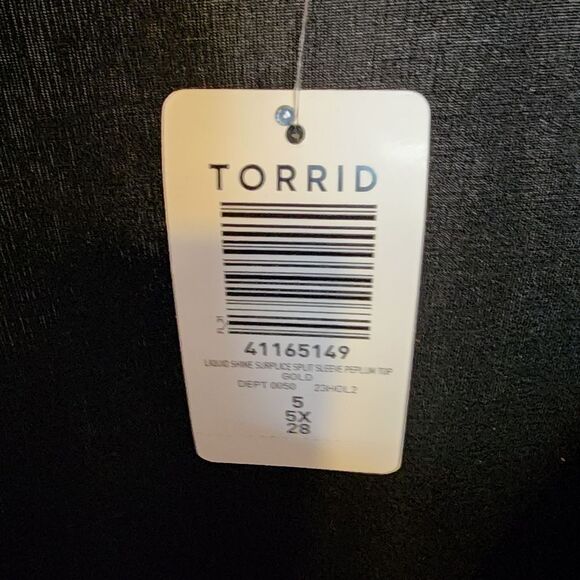 TORRID
41165149
LIQUID SHINE SURPLICE SPLIT SLEEVE PEPLUM TOP
GOLD
DEPT 0050 23HOL2
5
5X
28